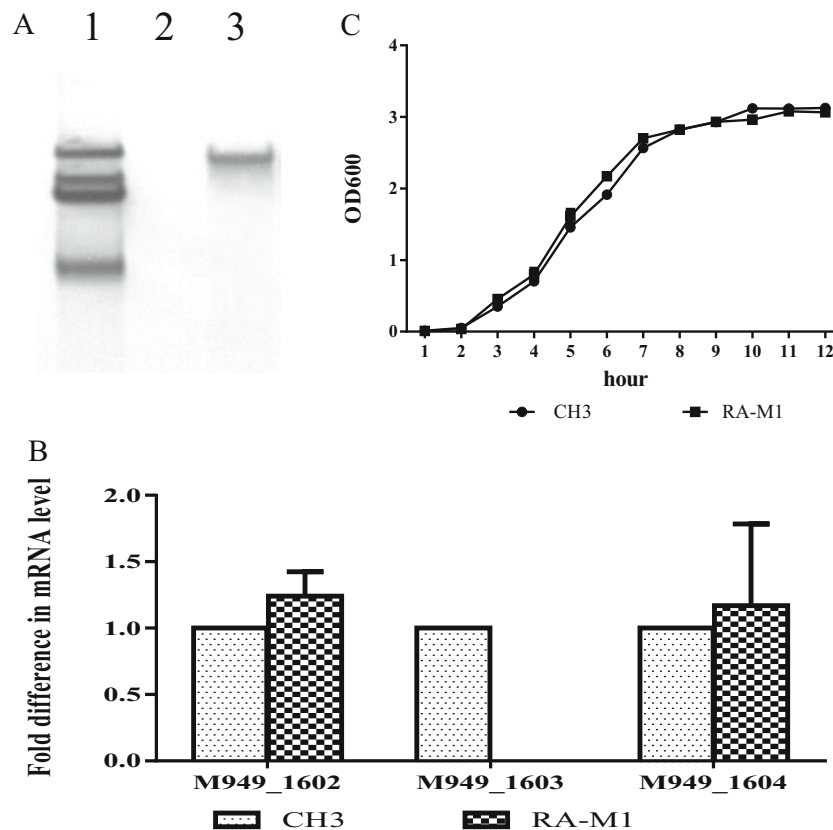 A
1 2 3
C
OD600
4
3
2
1
0
1 2 3 4 5 6 7 8 9 10 11 12
hour
CH3 RA-M1
B
Fold difference in mRNA level
2.0
1.5
1.0
0.5
0.0
M949_1602 M949_1603 M949_1604
CH3 RA-M1